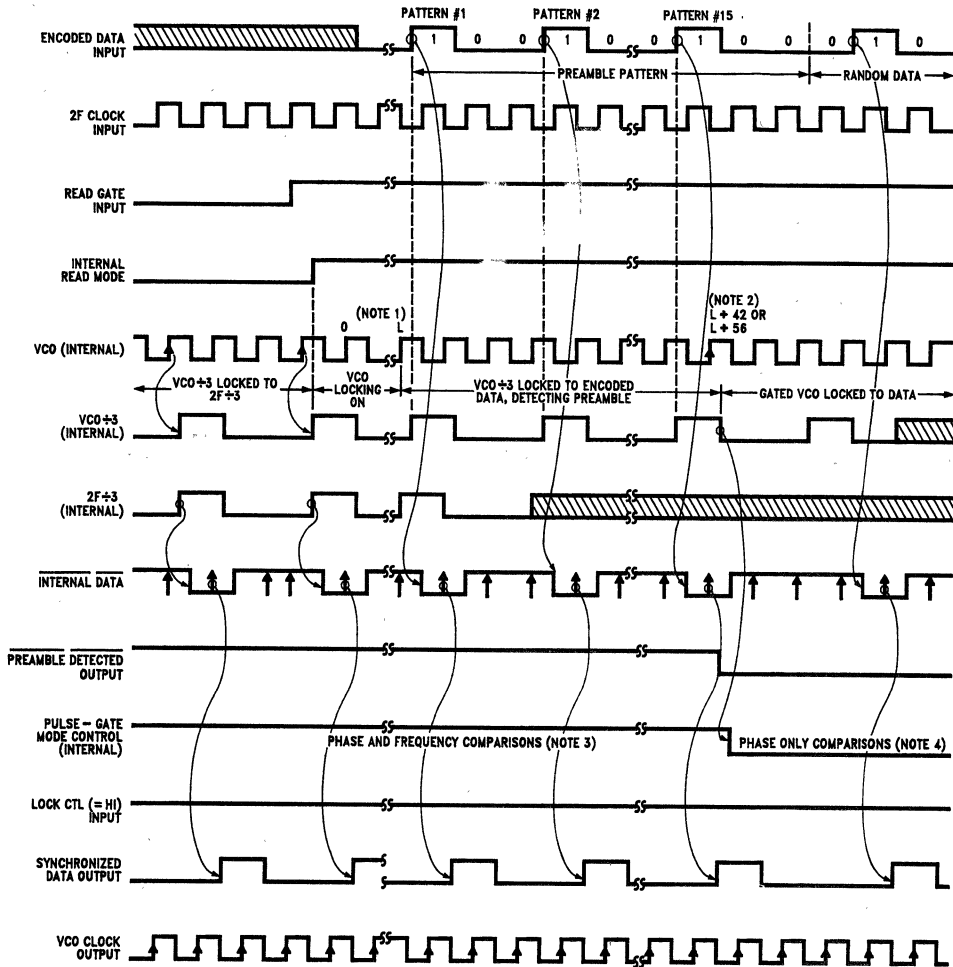 PATTERN #1 PATTERN #2 PATTERN #15
ENCODED DATA
INPUT
1 0 0 1 0 0 1 0 0 0 1 0
PREAMBLE PATTERN RANDOM DATA
2F CLOCK
INPUT
SS
READ GATE
INPUT
SS SS
INTERNAL
READ MODE
SS SS
(NOTE 1)
0 L
(NOTE 2)
L + 42 OR
L + 56
VCO (INTERNAL)
VCO÷3 LOCKED TO
2F÷3
VCO
LOCKING
ON
VCO÷3 LOCKED TO ENCODED
DATA, DETECTING PREAMBLE
GATED VCO LOCKED TO DATA
VCO÷3
(INTERNAL)
2F÷3
(INTERNAL)
INTERNAL DATA
PREAMBLE DETECTED
OUTPUT
PULSE – GATE
MODE CONTROL
(INTERNAL)
PHASE AND FREQUENCY COMPARISONS (NOTE 3) PHASE ONLY COMPARISONS (NOTE 4)
LOCK CTL (= HI)
INPUT
SYNCHRONIZED
DATA OUTPUT
VCO CLOCK
OUTPUT